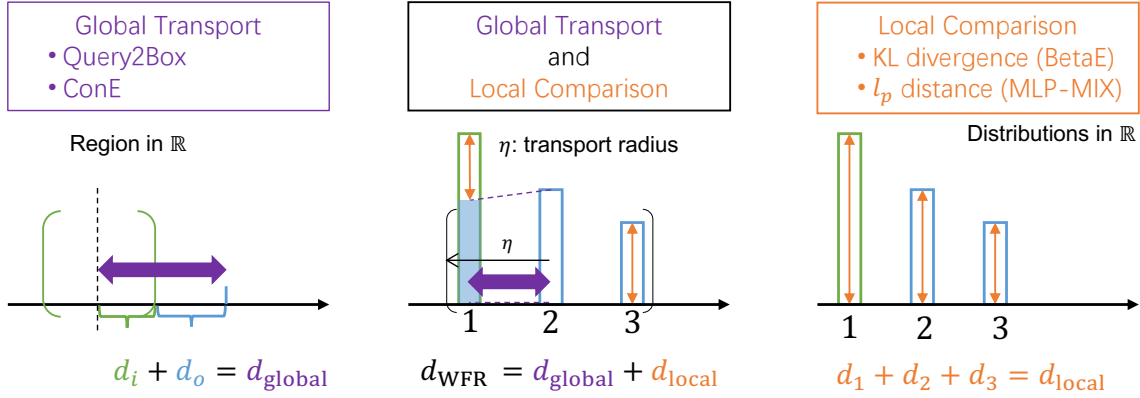 Global Transport
• Query2Box
• ConE
Region in ℝ
d_i + d_o = d_global
Global Transport
and
Local Comparison
η: transport radius
η
1 2 3
d_WFR = d_global + d_local
Local Comparison
• KL divergence (BetaE)
• l_p distance (MLP-MIX)
Distributions in ℝ
1 2 3
d_1 + d_2 + d_3 = d_local